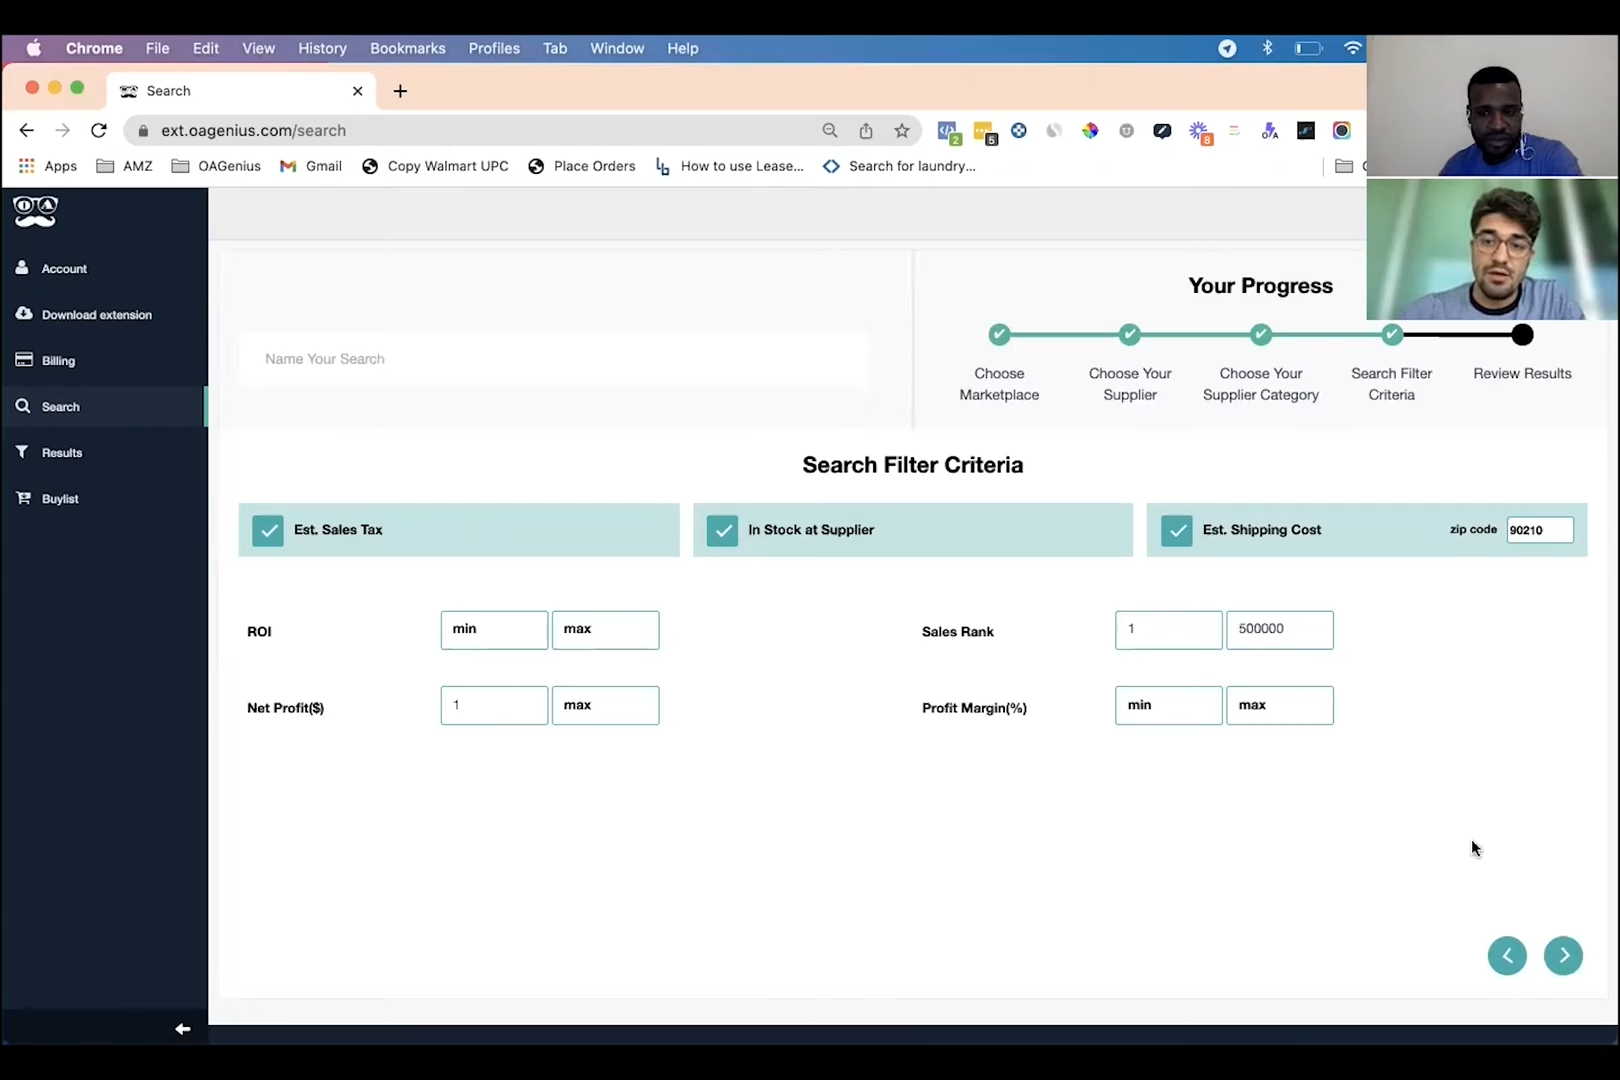 Chrome File Edit View History Bookmarks Profiles Tab Window Help
Search
ext.oagenius.com/search
2 5 8
Apps AMZ OAGenius Gmail Copy Walmart UPC Place Orders How to use Lease... Search for laundry...
OA
Account
Download extension
Billing
Search
Results
Buylist
Name Your Search
Your Progress
Choose Marketplace
Choose Your Supplier
Choose Your Supplier Category
Search Filter Criteria
Review Results
Search Filter Criteria
Est. Sales Tax
In Stock at Supplier
Est. Shipping Cost zip code 90210
ROI min max
Sales Rank 1 500000
Net Profit($) 1 max
Profit Margin(%) min max